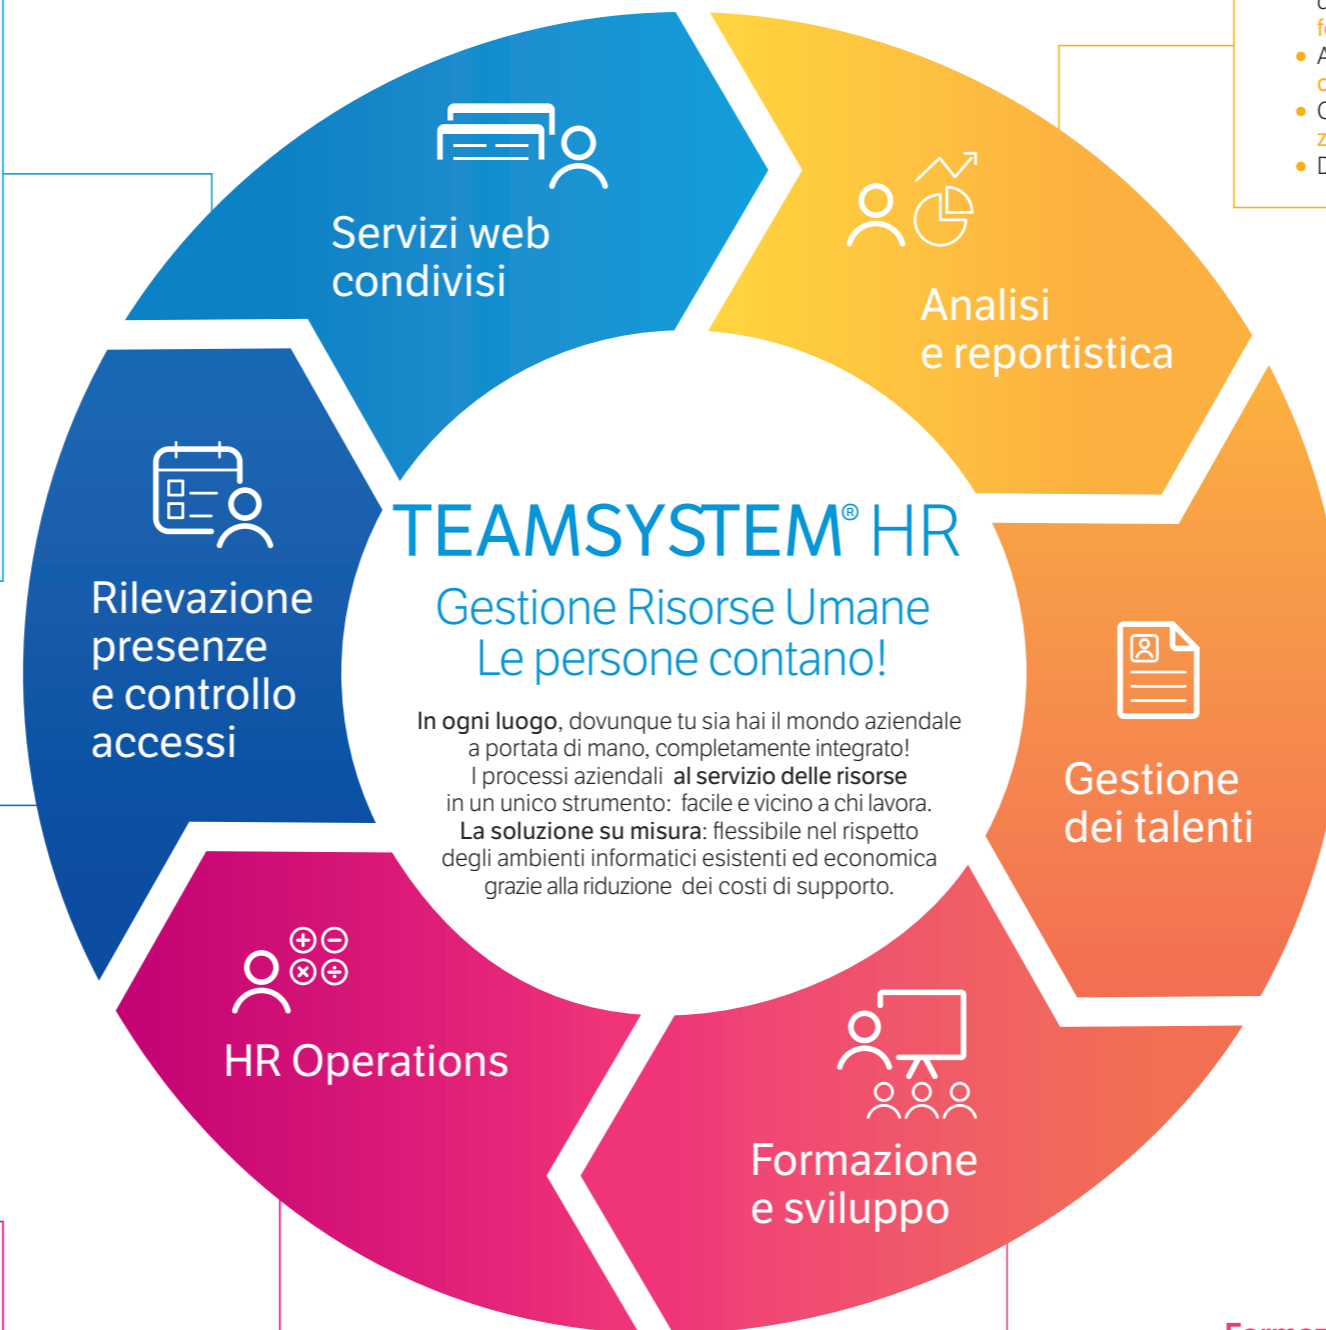 Servizi web
condivisi
Analisi
e reportistica
Rilevazione
presenze
e controllo
accessi
TEAMSYSTEM® HR
Gestione Risorse Umane
Le persone contano!
In ogni luogo, dovunque tu sia hai il mondo aziendale
a portata di mano, completamente integrato!
I processi aziendali al servizio delle risorse
in un unico strumento: facile e vicino a chi lavora.
La soluzione su misura: flessibile nel rispetto
degli ambienti informatici esistenti ed economica
grazie alla riduzione dei costi di supporto.
Gestione
dei talenti
HR Operations
Formazione
e sviluppo